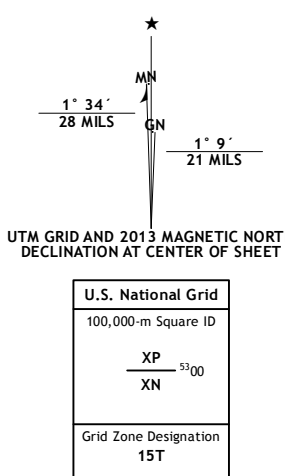 ★
MN
1° 34´
28 MILS
GN
1° 9´
21 MILS
UTM GRID AND 2013 MAGNETIC NORT
DECLINATION AT CENTER OF SHEET
U.S. National Grid
100,000-m Square ID
XP
5300
XN
Grid Zone Designation
15T